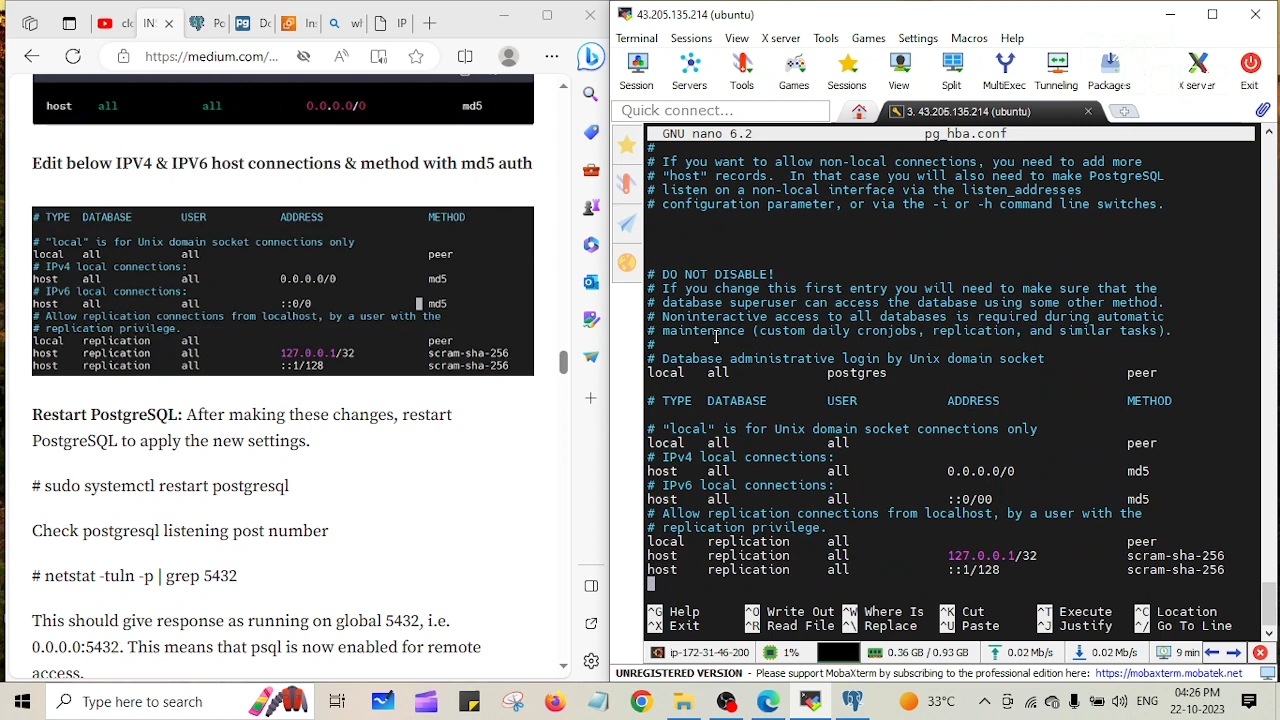 clo
IN
Po
Do
Ins
wh
IP
https://medium.com/...
host all all 0.0.0.0/0 md5
Edit below IPV4 & IPV6 host connections & method with md5 auth
# TYPE DATABASE USER ADDRESS METHOD
# "local" is for Unix domain socket connections only
local all all peer
# IPv4 local connections:
host all all 0.0.0.0/0 md5
# IPv6 local connections:
host all all ::0/0 md5
# Allow replication connections from localhost, by a user with the
# replication privilege.
local replication all peer
host replication all 127.0.0.1/32 scram-sha-256
host replication all ::1/128 scram-sha-256
Restart PostgreSQL: After making these changes, restart
PostgreSQL to apply the new settings.
# sudo systemctl restart postgresql
Check postgresql listening post number
# netstat -tuln -p | grep 5432
This should give response as running on global 5432, i.e.
0.0.0.0:5432. This means that psql is now enabled for remote
access.
43.205.135.214 (ubuntu)
Terminal Sessions View X server Tools Games Settings Macros Help
Session Servers Tools Games Sessions View Split MultiExec Tunneling Packages X server Exit
Quick connect...
3. 43.205.135.214 (ubuntu)
GNU nano 6.2 pg_hba.conf
#
# If you want to allow non-local connections, you need to add more
# "host" records. In that case you will also need to make PostgreSQL
# listen on a non-local interface via the listen_addresses
# configuration parameter, or via the -i or -h command line switches.
# DO NOT DISABLE!
# If you change this first entry you will need to make sure that the
# database superuser can access the database using some other method.
# Noninteractive access to all databases is required during automatic
# maintenance (custom daily cronjobs, replication, and similar tasks).
#
# Database administrative login by Unix domain socket
local all postgres peer
# TYPE DATABASE USER ADDRESS METHOD
# "local" is for Unix domain socket connections only
local all all peer
# IPv4 local connections:
host all all 0.0.0.0/0 md5
# IPv6 local connections:
host all all ::0/00 md5
# Allow replication connections from localhost, by a user with the
# replication privilege.
local replication all peer
host replication all 127.0.0.1/32 scram-sha-256
host replication all ::1/128 scram-sha-256
^G Help ^O Write Out ^W Where Is ^K Cut ^T Execute ^C Location
^X Exit ^R Read File ^\ Replace ^U Paste ^J Justify ^/ Go To Line
ip-172-31-46-200 1% 0.36 GB / 0.93 GB 0.02 Mb/s 0.02 Mb/s 9 min
UNREGISTERED VERSION - Please support MobaXterm by subscribing to the professional edition here: https://mobaxterm.mobatek.net
Type here to search
33°C
ENG
04:26 PM
22-10-2023